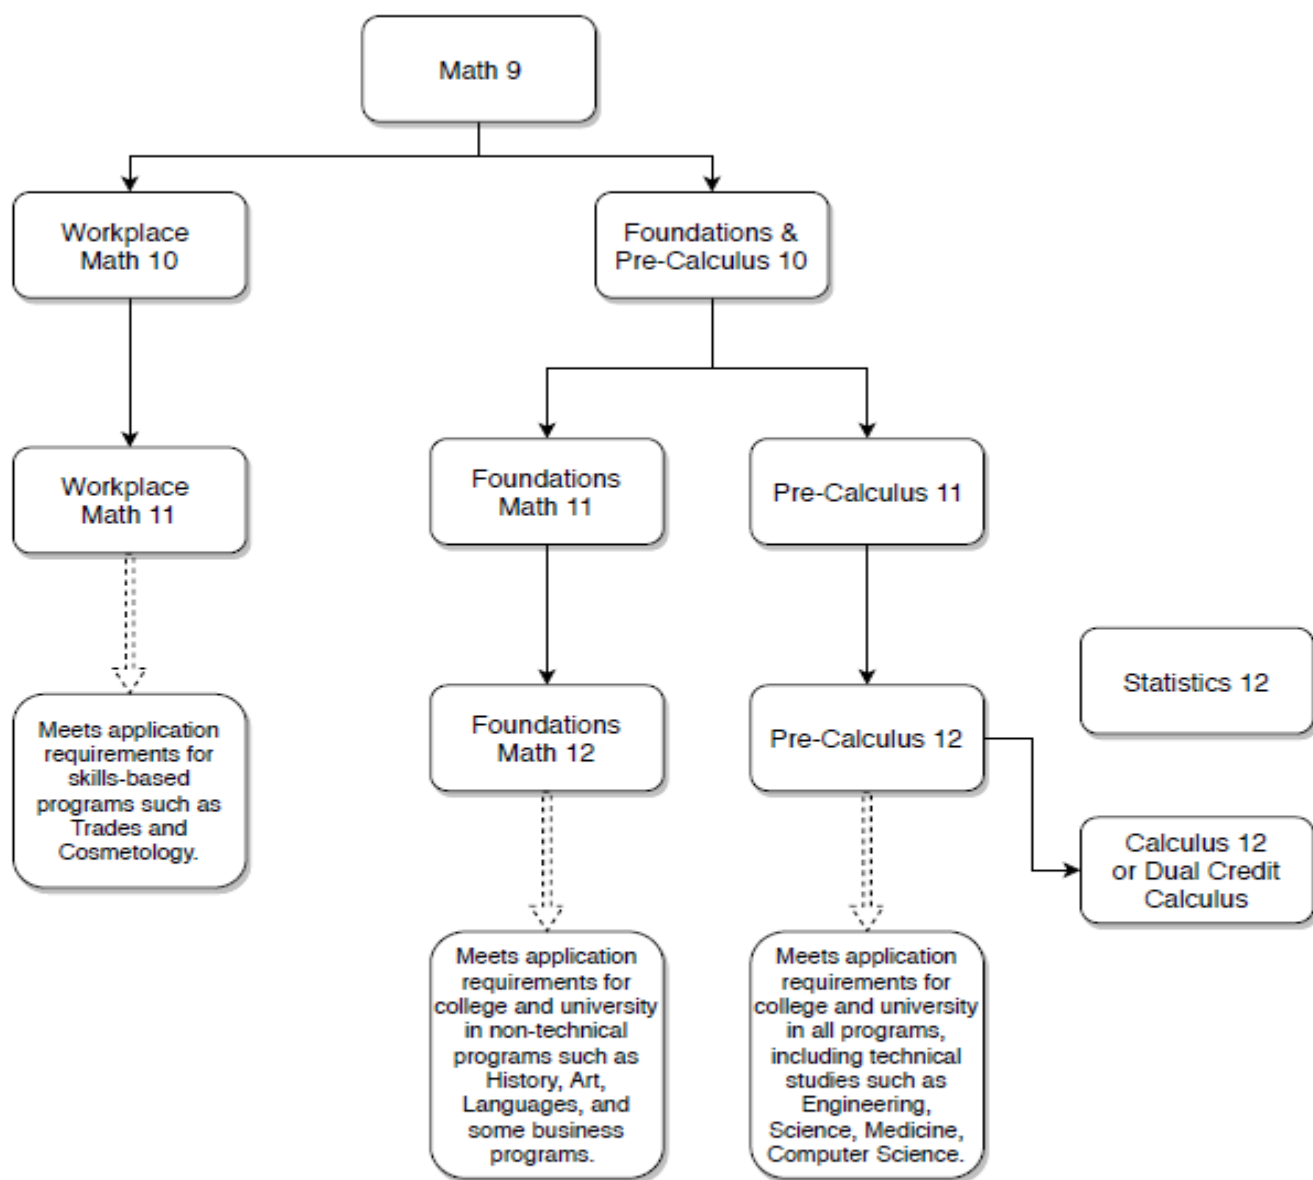 Math 9
Workplace
Math 10
Foundations &
Pre-Calculus 10
Workplace
Math 11
Foundations
Math 11
Pre-Calculus 11
Statistics 12
Meets application
requirements for
skills-based
programs such as
Trades and
Cosmetology.
Foundations
Math 12
Pre-Calculus 12
Calculus 12
or Dual Credit
Calculus
Meets application
requirements for
college and university
in non-technical
programs such as
History, Art,
Languages, and
some business
programs.
Meets application
requirements for
college and university
in all programs,
including technical
studies such as
Engineering,
Science, Medicine,
Computer Science.